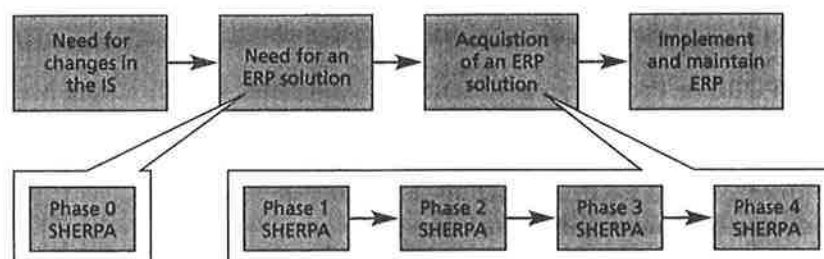 Need for
changes in
the IS
Need for an
ERP solution
Acquistion
of an ERP
solution
Implement
and maintain
ERP
Phase 0
SHERPA
Phase 1
SHERPA
Phase 2
SHERPA
Phase 3
SHERPA
Phase 4
SHERPA